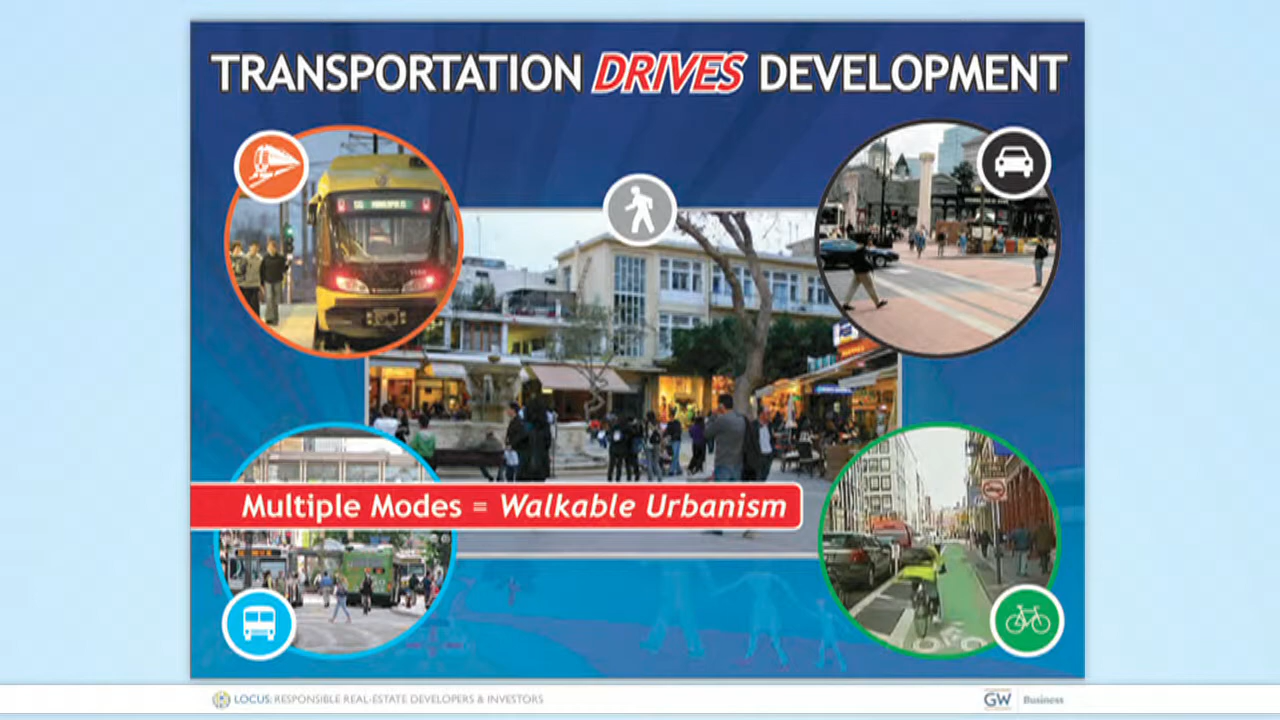 TRANSPORTATION DRIVES DEVELOPMENT
Multiple Modes = Walkable Urbanism
LOCUS: RESPONSIBLE REAL-ESTATE DEVELOPERS & INVESTORS
GW Business